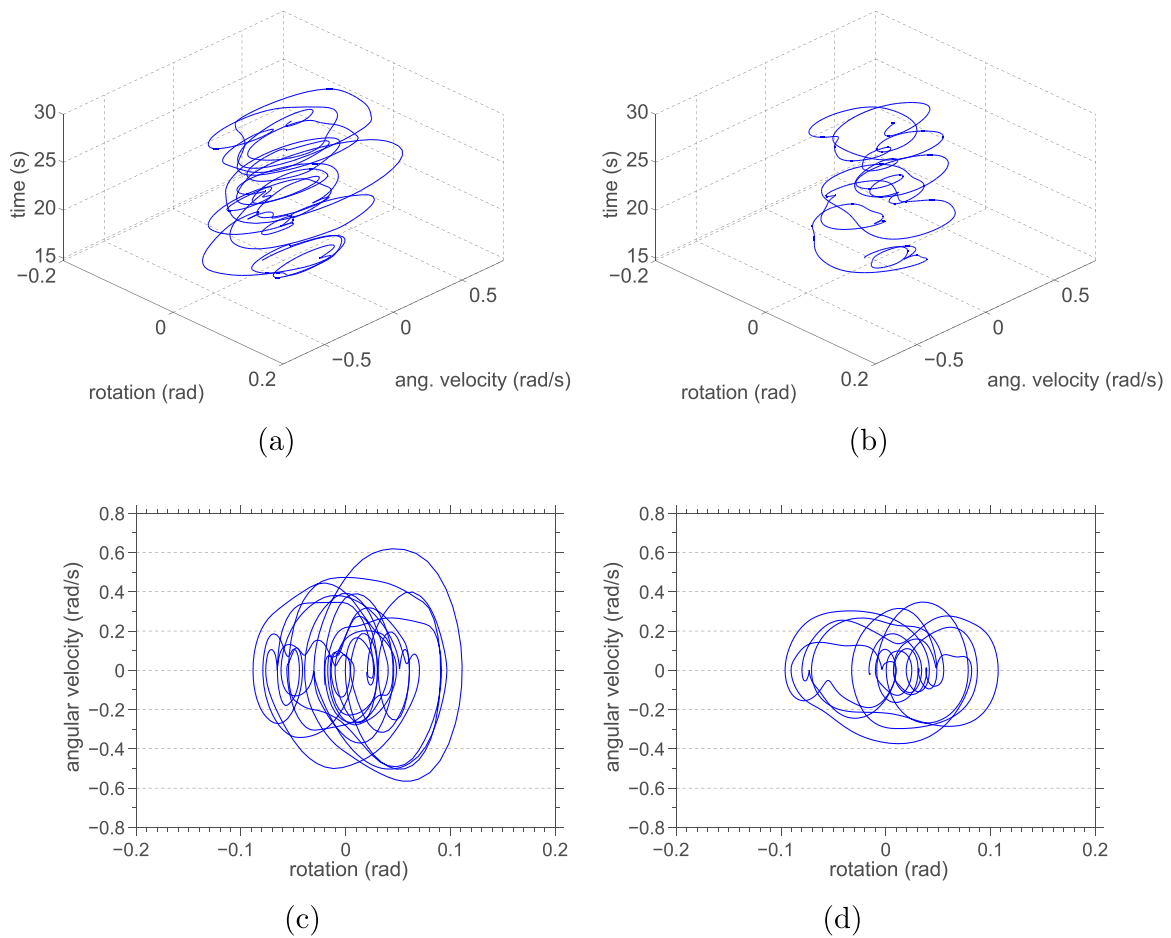 30
25
20
15
time (s)
−0.2
0
0.2
rotation (rad)
−0.5
0
0.5
ang. velocity (rad/s)
(a)
30
25
20
15
time (s)
−0.2
0
0.2
rotation (rad)
−0.5
0
0.5
ang. velocity (rad/s)
(b)
0.8
0.6
0.4
0.2
0
−0.2
−0.4
−0.6
−0.8
angular velocity (rad/s)
−0.2 −0.1 0 0.1 0.2
rotation (rad)
(c)
0.8
0.6
0.4
0.2
0
−0.2
−0.4
−0.6
−0.8
angular velocity (rad/s)
−0.2 −0.1 0 0.1 0.2
rotation (rad)
(d)